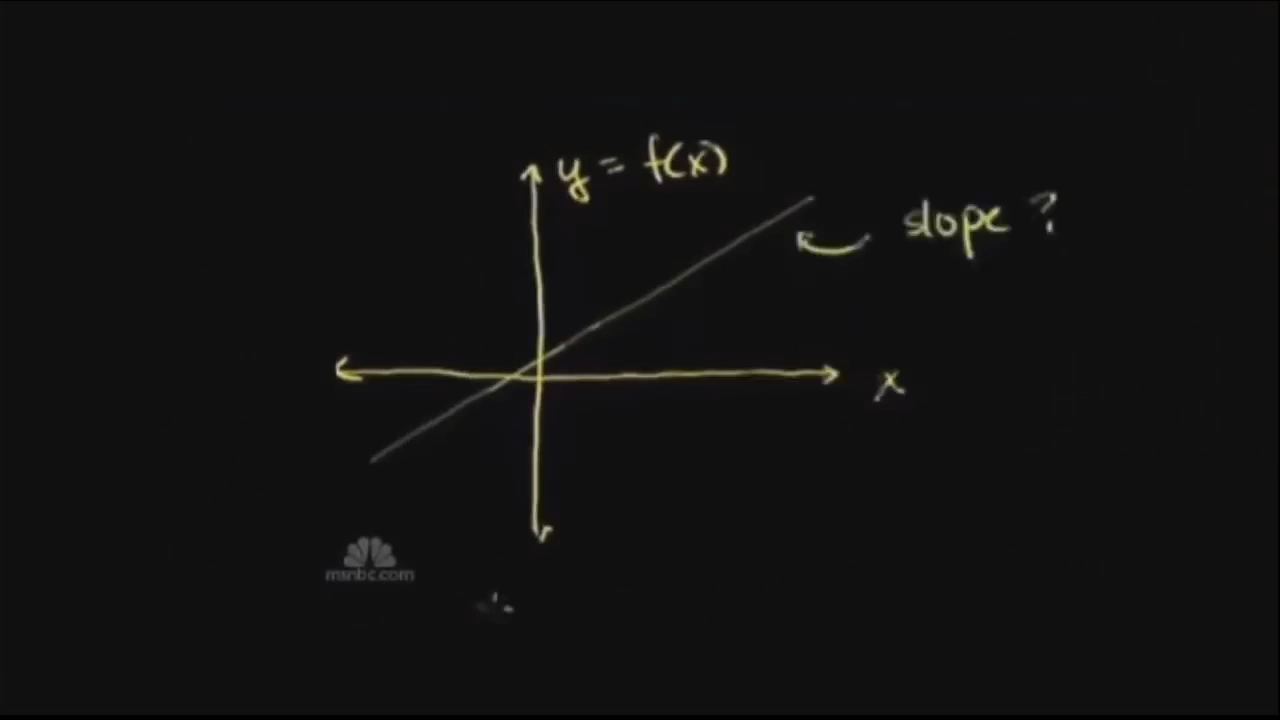 y = f(x)
slope ?
x
msnbc.com